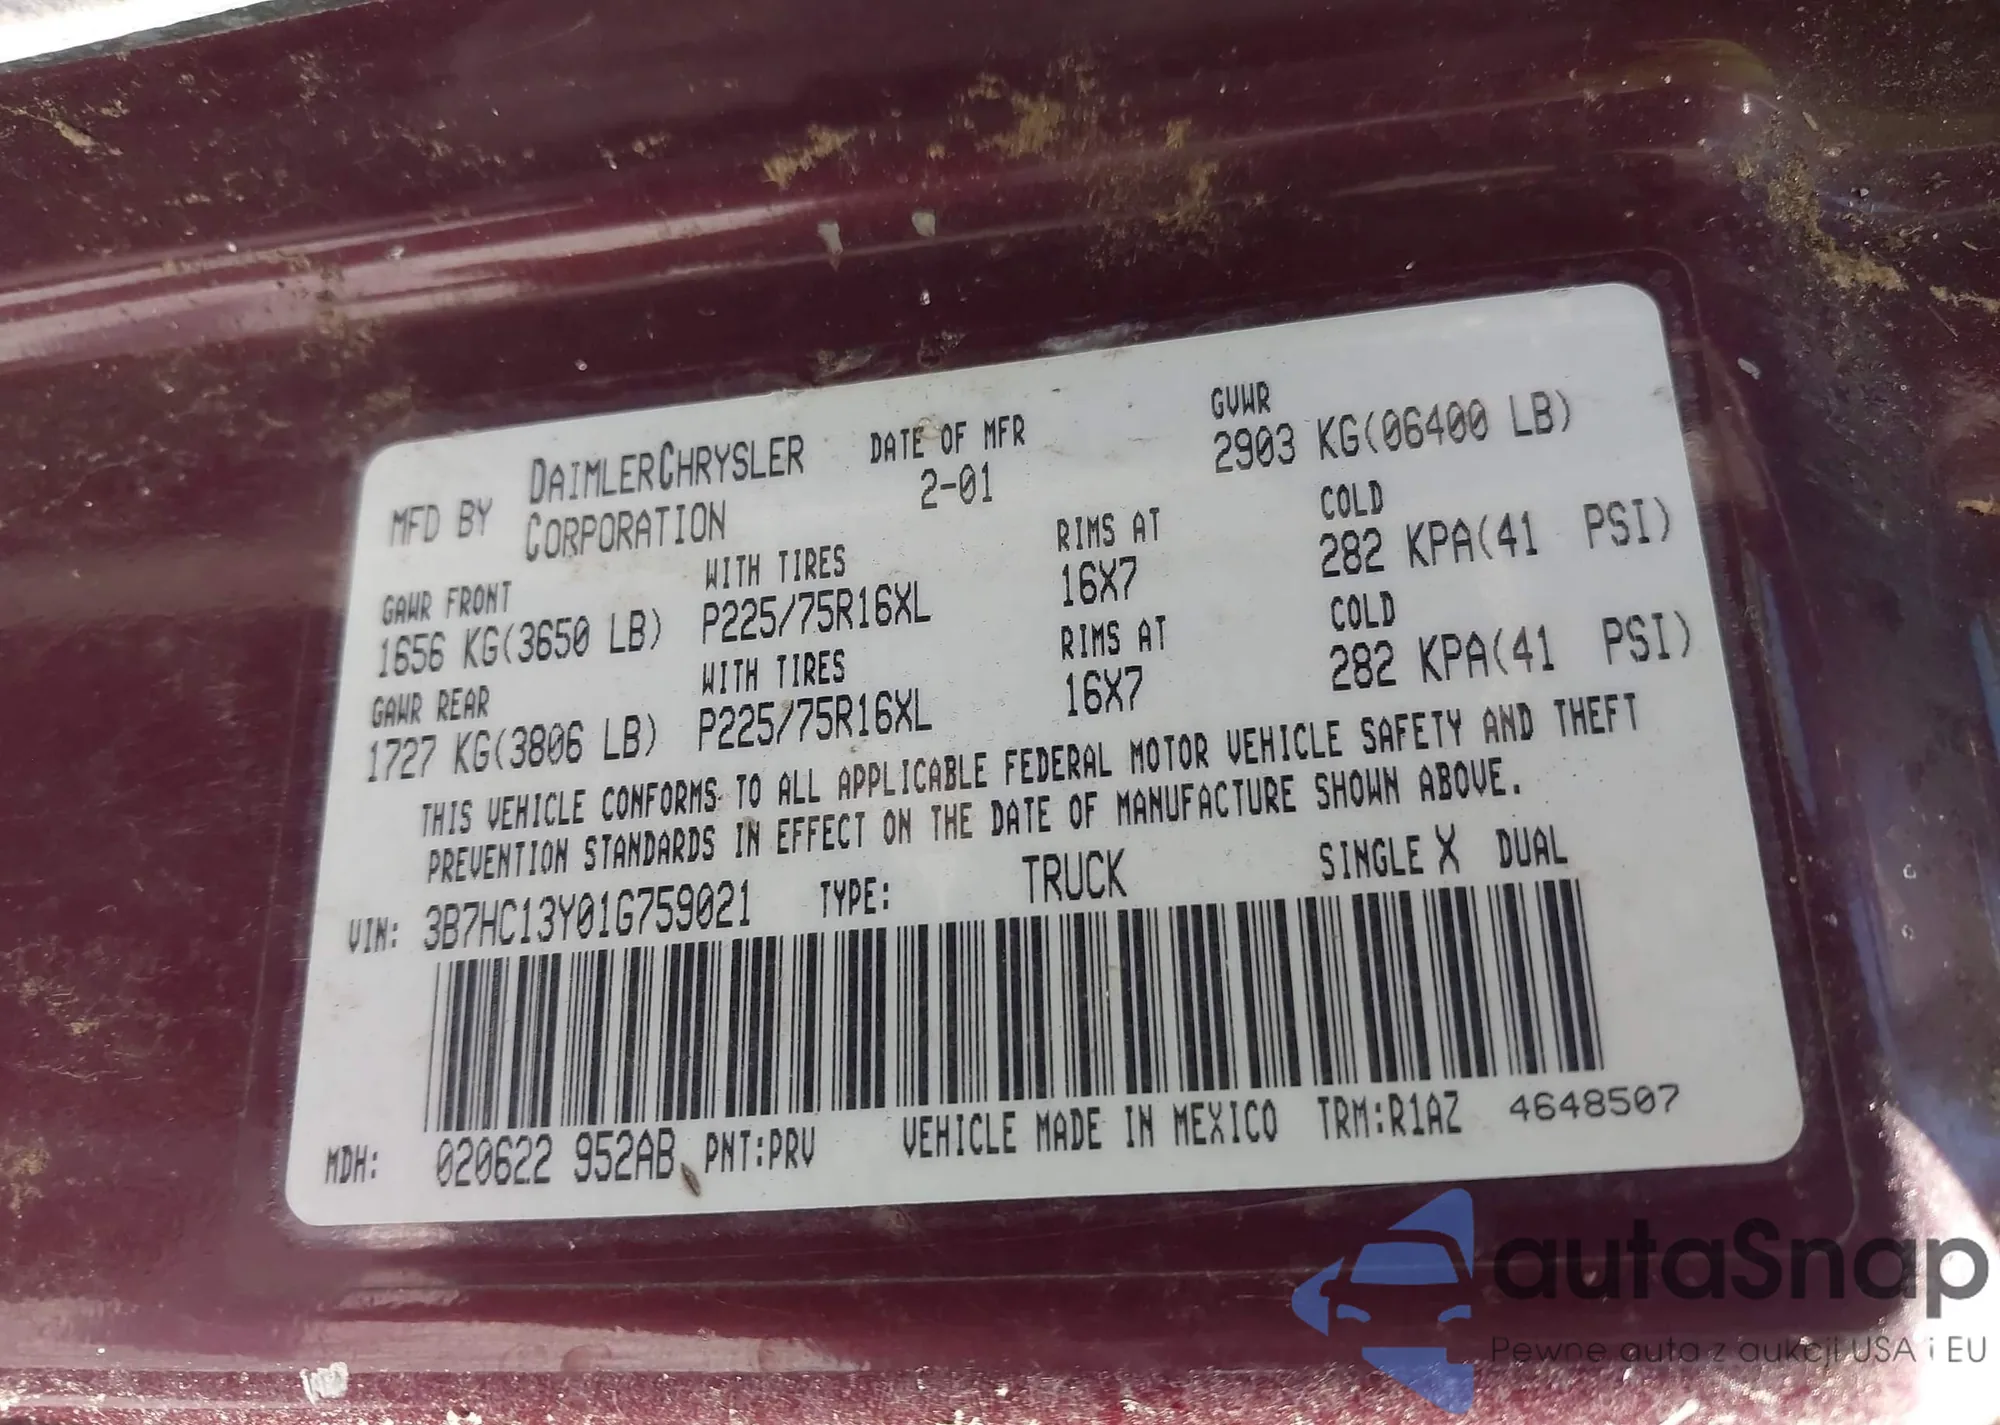 MFD BY DAIMLERCHRYSLER CORPORATION DATE OF MFR 2-01 GVWR 2903 KG(06400 LB)
GAWR FRONT WITH TIRES RIMS AT COLD
1656 KG(3650 LB) P225/75R16XL 16X7 282 KPA(41 PSI)
GAWR REAR WITH TIRES RIMS AT COLD
1727 KG(3806 LB) P225/75R16XL 16X7 282 KPA(41 PSI)
THIS VEHICLE CONFORMS TO ALL APPLICABLE FEDERAL MOTOR VEHICLE SAFETY AND THEFT
PREVENTION STANDARDS IN EFFECT ON THE DATE OF MANUFACTURE SHOWN ABOVE.
VIN: 3B7HC13Y01G759021 TYPE: TRUCK SINGLE X DUAL
MDH: 020622 952AB PNT:PRV VEHICLE MADE IN MEXICO TRM:R1AZ 4648507
autaSnap
Pewne auta z aukcji USA i EU